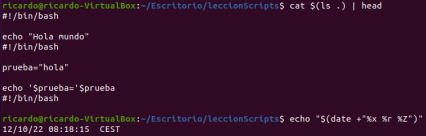 ricardo@ricardo-VirtualBox:~/Escritorio/leccionScripts$ cat $(ls .) | head
#!/bin/bash
echo "Hola mundo"
#!/bin/bash
prueba="hola"
echo '$prueba='$prueba
#!/bin/bash
ricardo@ricardo-VirtualBox:~/Escritorio/leccionScripts$ echo "$(date +"%x %r %Z")"
12/10/22 08:18:15  CEST